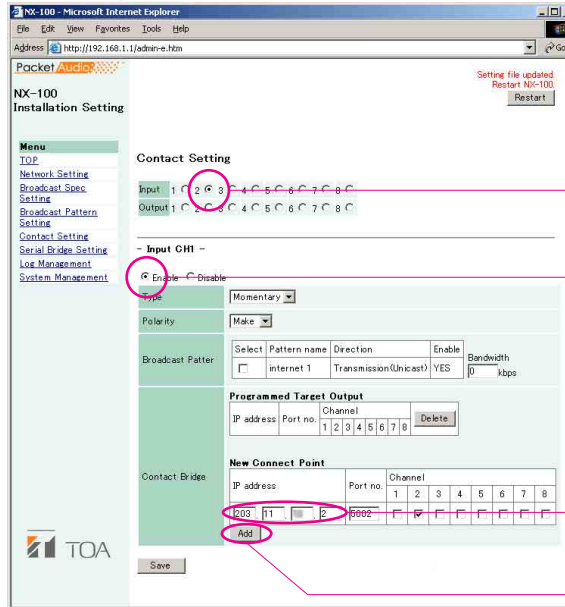 NX-100 - Microsoft Internet Explorer
File Edit View Favorites Tools Help
Address http://192.168.1.1/admin-e.htm Go
Packet Audio
Setting file updated
Restart NX-100
Restart
NX-100
Installation Setting
Menu
TOP
Network Setting
Broadcast Spec
Setting
Broadcast Pattern
Setting
Contact Setting
Serial Bridge Setting
Log Management
System Management
Contact Setting
Input 1 2 3 4 5 6 7 8
Output 1 2 3 4 5 6 7 8
- Input CH1 -
Enable Disable
Type Momentary
Polarity Make
Broadcast Patter
Select Pattern name Direction Enable
internet 1 Transmission(Unicast) YES
Bandwidth
0 kbps
Contact Bridge
Programmed Target Output
IP address Port no. Channel
1 2 3 4 5 6 7 8
Delete
New Connect Point
IP address Port no. Channel
1 2 3 4 5 6 7 8
203 . 11 . . 2 5002
Add
Save
TOA